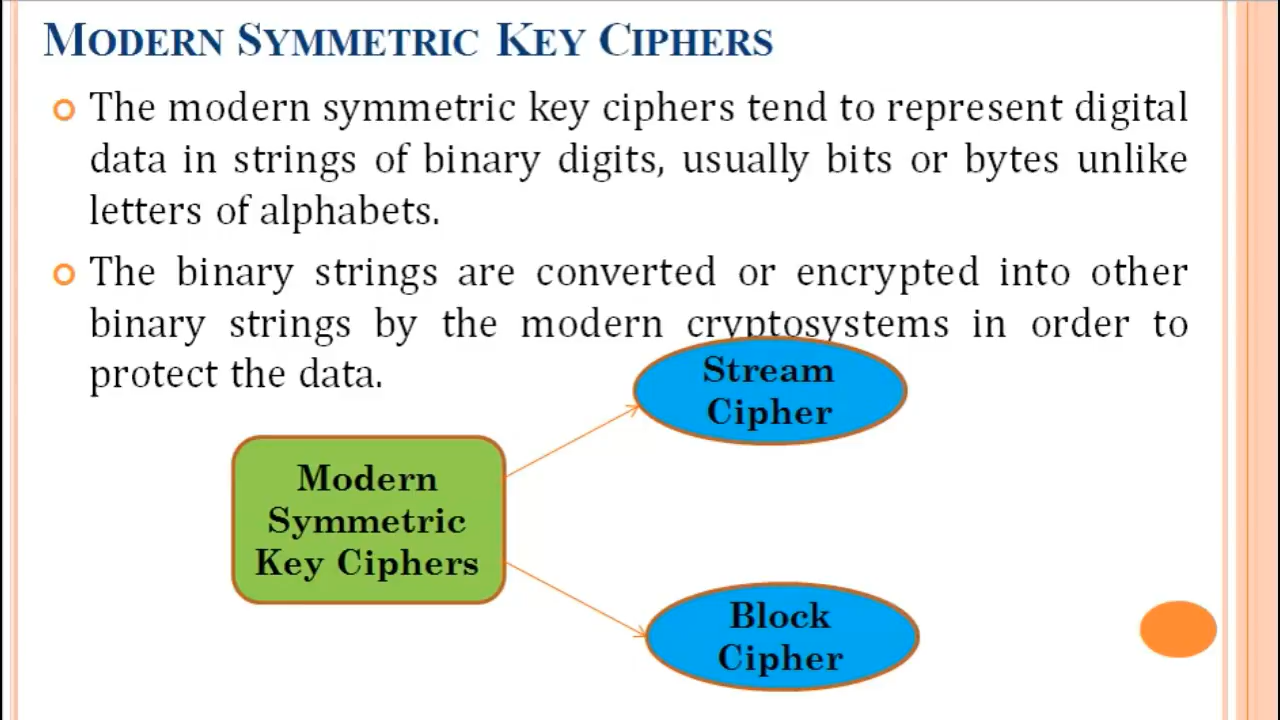 MODERN SYMMETRIC KEY CIPHERS
The modern symmetric key ciphers tend to represent digital
data in strings of binary digits, usually bits or bytes unlike
letters of alphabets.
The binary strings are converted or encrypted into other
binary strings by the modern cryptosystems in order to
protect the data.
Stream
Cipher
Modern
Symmetric
Key Ciphers
Block
Cipher